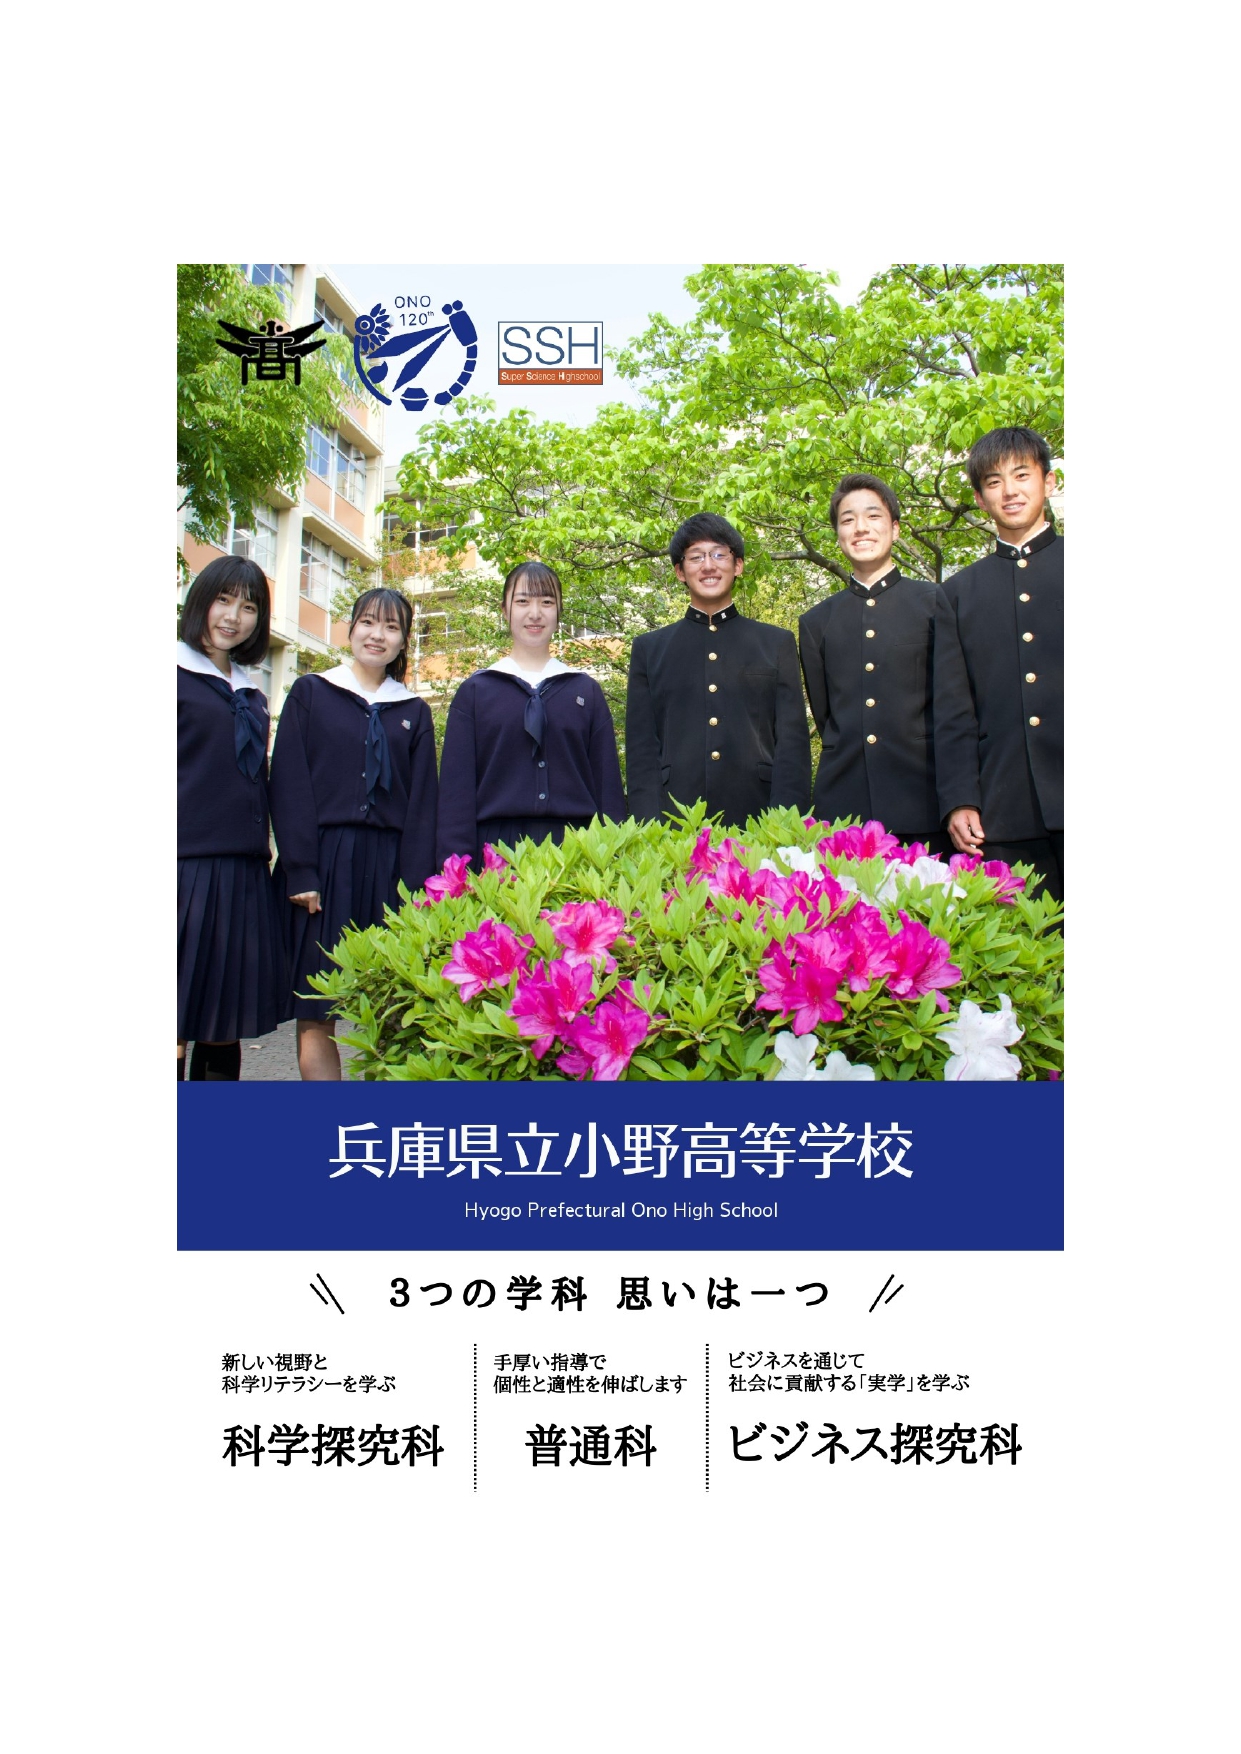 高
ONO
120th
SSH
Super Science Highschool
兵庫県立小野高等学校
Hyogo Prefectural Ono High School
3つの学科 思いは一つ
新しい視野と
科学リテラシーを学ぶ
科学探究科
手厚い指導で
個性と適性を伸ばします
普通科
ビジネスを通じて
社会に貢献する「実学」を学ぶ
ビジネス探究科